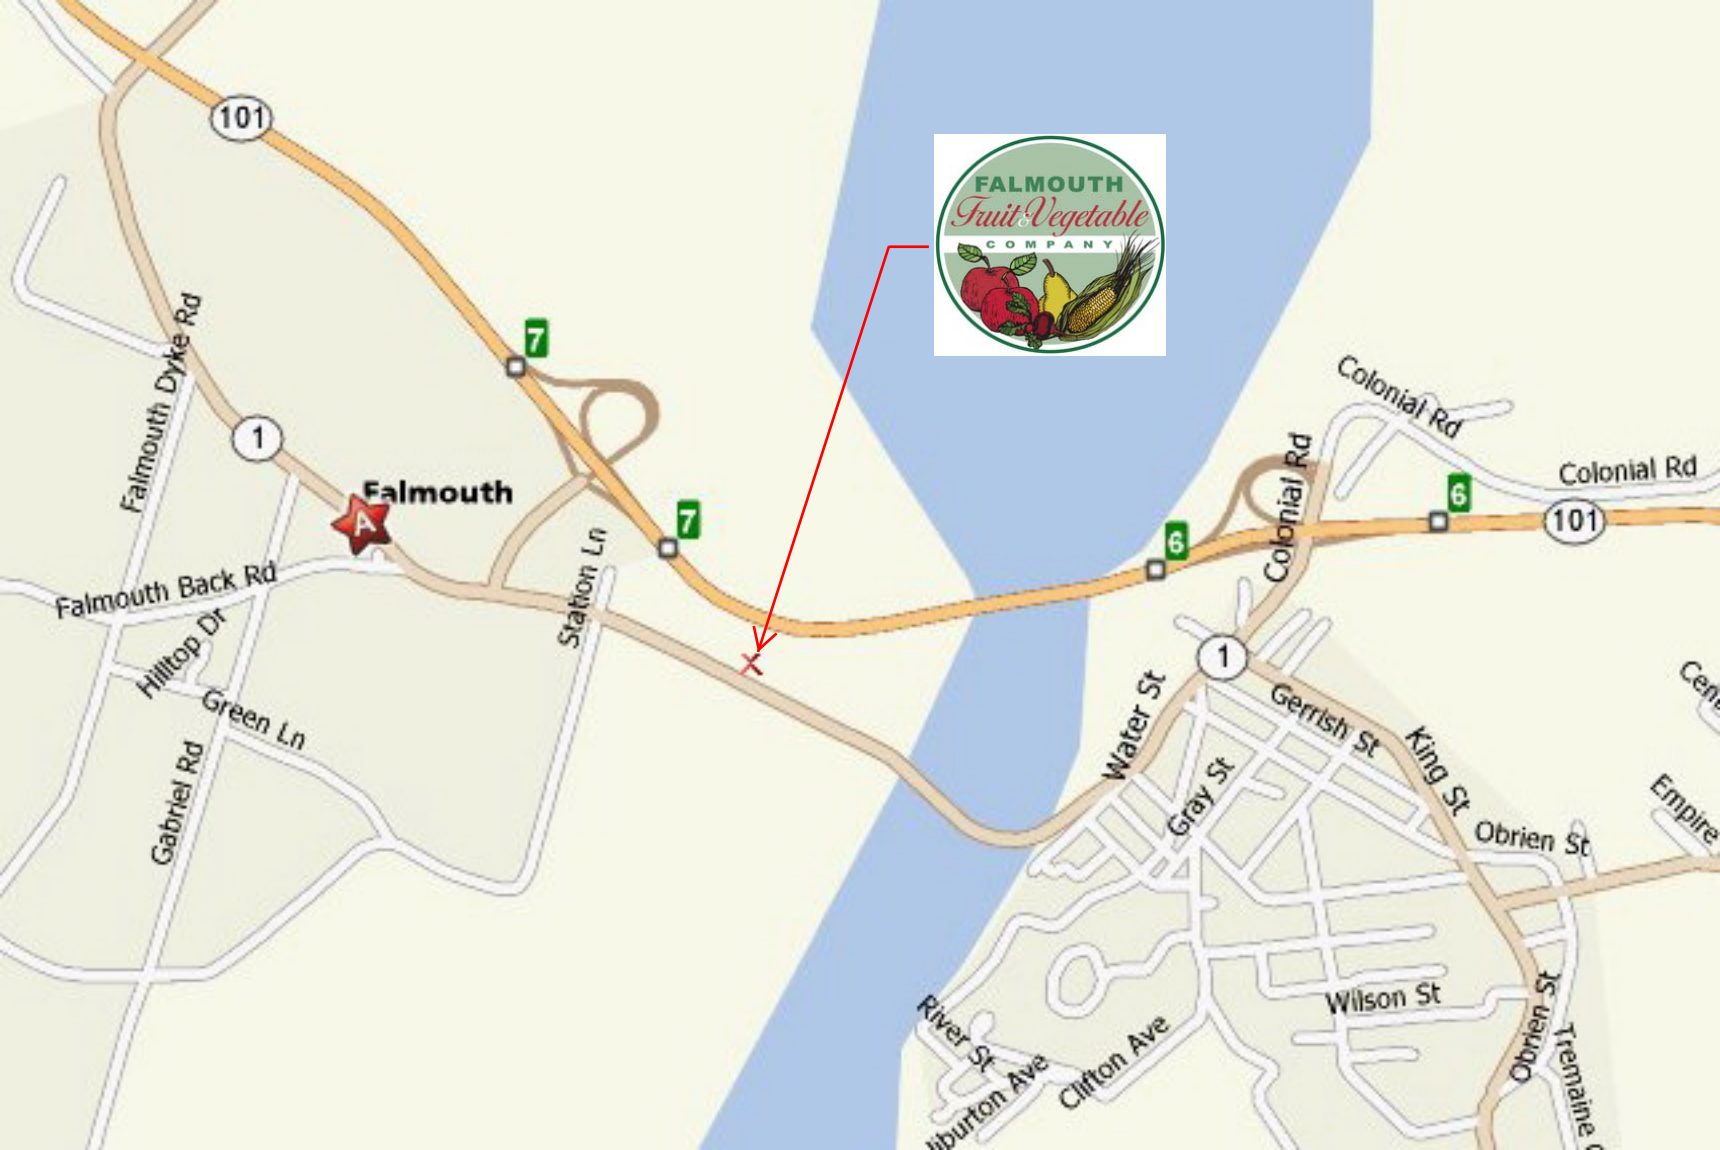 101
FALMOUTH
Fruit & Vegetable
COMPANY
7
Falmouth Dyke Rd
1
Falmouth
A
7
Colonial Rd
Colonial Rd
Colonial Rd
6
6
101
Falmouth Back Rd
Station Ln
Hilltop Dr
Green Ln
Gabriel Rd
1
Water St
Gerrish St
King St
Gray St
Obrien St
Empire
Wilson St
Obrien St
River St
Clifton Ave
liburton Ave
Tremaine